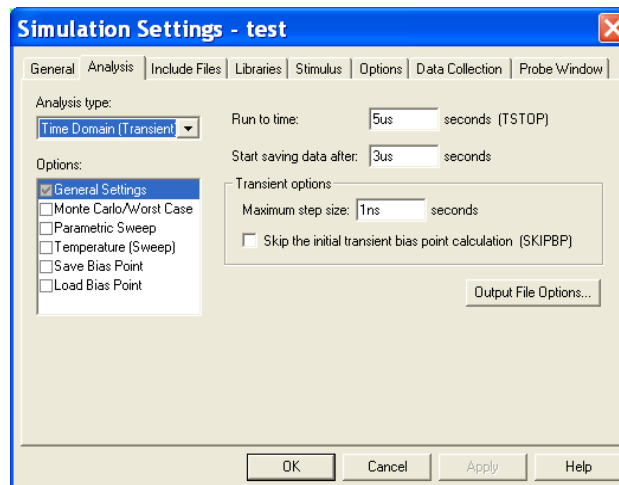 Simulation Settings - test
General Analysis Include Files Libraries Stimulus Options Data Collection Probe Window
Analysis type:
Time Domain (Transient)
Options:
General Settings
Monte Carlo/Worst Case
Parametric Sweep
Temperature (Sweep)
Save Bias Point
Load Bias Point
Run to time: 5us seconds (TSTOP)
Start saving data after: 3us seconds
Transient options
Maximum step size: 1ns seconds
Skip the initial transient bias point calculation (SKIPBP)
Output File Options...
OK Cancel Apply Help